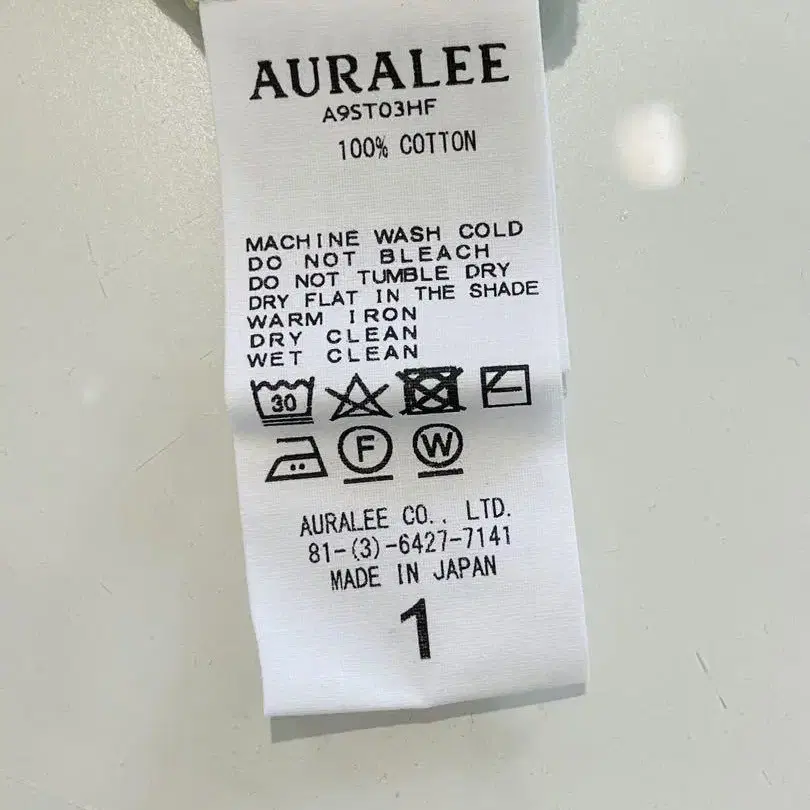 AURALEE
A9ST03HF
100% COTTON
MACHINE WASH COLD
DO NOT BLEACH
DO NOT TUMBLE DRY
DRY FLAT IN THE SHADE
WARM IRON
DRY CLEAN
WET CLEAN
30
F W
AURALEE CO., LTD.
81-(3)-6427-7141
MADE IN JAPAN
1